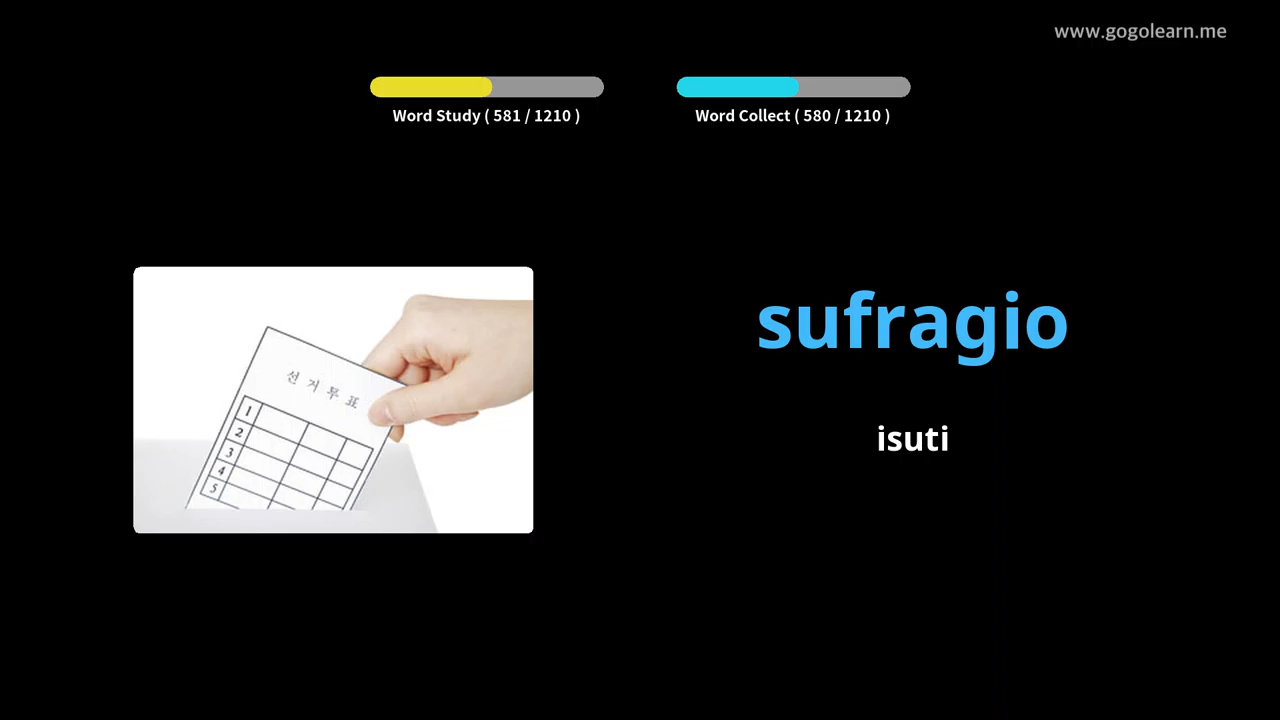 www.gogolearn.me
Word Study ( 581 / 1210 )
Word Collect ( 580 / 1210 )
sufragio
isuti
선거투표
1
2
3
4
5